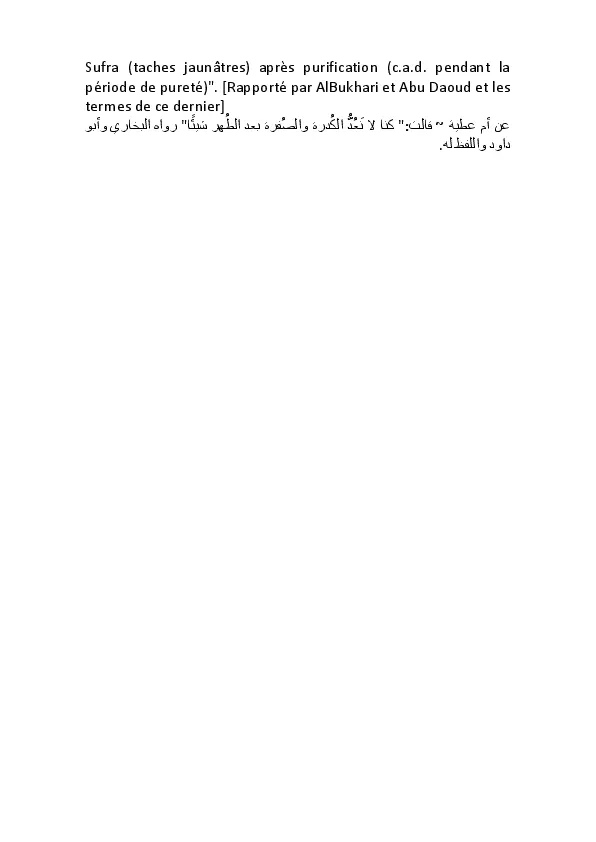 Sufra (taches jaunâtres) après purification (c.a.d. pendant la
période de pureté)". [Rapporté par AlBukhari et Abu Daoud et les
termes de ce dernier]
عن أم عطية ~ قالت:" كنا لا نَعُدُّ الكُدرة والصُفرة بعد الطُهر شيئًا" رواه البخاري وأبو
داود واللفظ له.